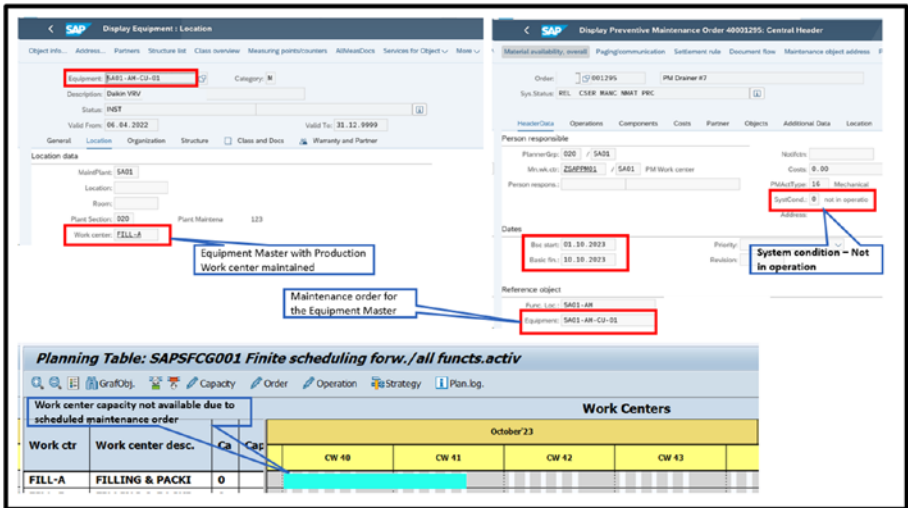 SAP Display Equipment : Location
Object Info... Address... Partners Structure list Class overview Measuring points/counters AllMeasDocs Services for Object More
Equipment: SA01-AM-CU-01 Category: M
Description: Daikin VRV
Status: INST
Valid From: 06.04.2022 Valid To: 31.12.9999
General Location Organization Structure Class and Docs Warranty and Partner
Location data
MaintPlant: SA01
Location:
Room:
Plant Section: 020 Plant Maintena 123
Work center: FILL-A
Equipment Master with Production
Work center maintained
SAP Display Preventive Maintenance Order 40001295: Central Header
Material availability, overall Paging/communication Settlement rule Document flow Maintenance object address
Order: 001295 PM Drainer #7
Sys.Status: REL CSER MANC NMAT PRC
HeaderData Operations Components Costs Partner Objects Additional Data Location
Person responsible
PlannerGrp: 020 / SA01 Notifctn:
Mn.wk.ctr: ZSAPPM01 / SA01 PM Work center Costs: 0.00
Person respons.: PMActType: 16 Mechanical
SystCond.: 0 not in operatio
Address:
Dates
Bsc start: 01.10.2023 Priority:
Basic fin.: 10.10.2023 Revision:
System condition – Not
in operation
Reference object
Func. Loc.: SA01-AM
Equipment: SA01-AM-CU-01
Maintenance order for
the Equipment Master
Planning Table: SAPSFCG001 Finite scheduling forw./all functs.activ
GrafObj. Capacity Order Operation Strategy Plan.log.
Work center capacity not available due to
scheduled maintenance order
Work Centers
October'23
Work ctr Work center desc. Ca Cap CW 40 CW 41 CW 42 CW 43
FILL-A FILLING & PACKI 0